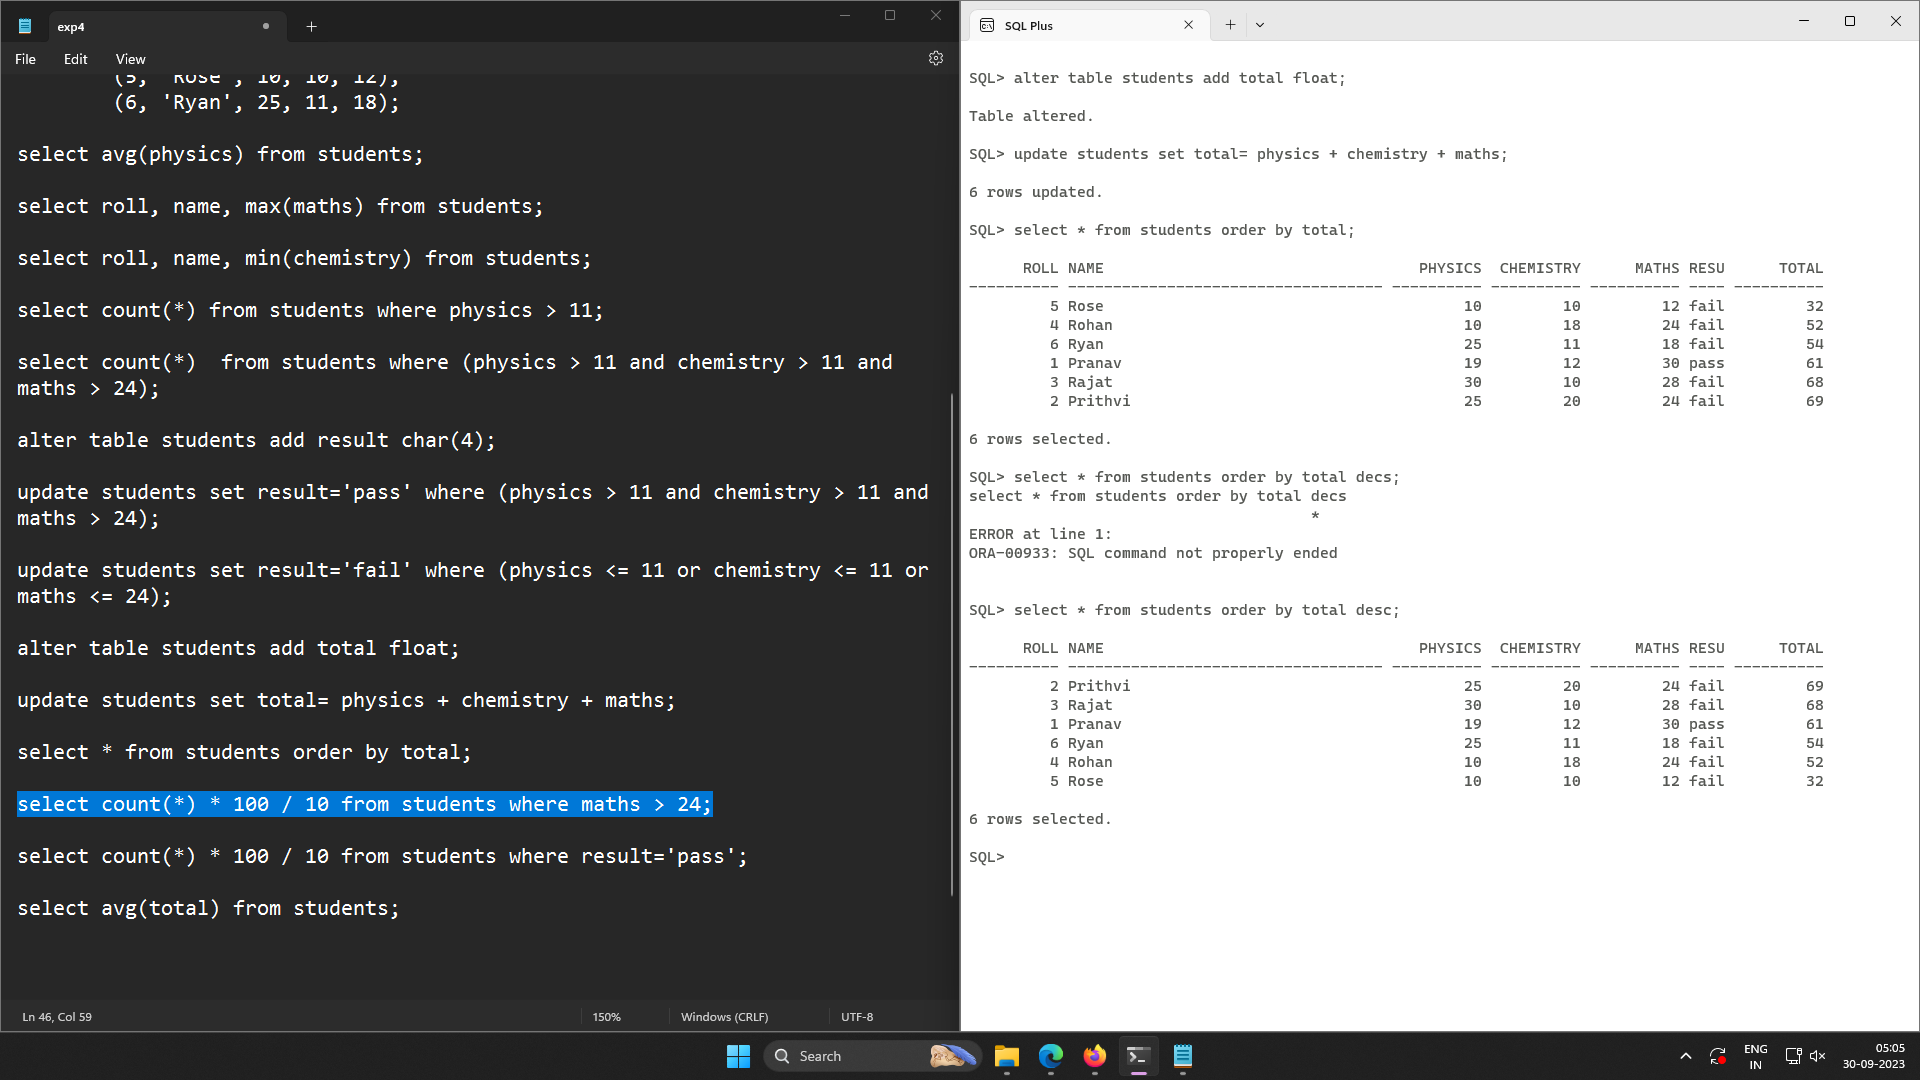 exp4
File Edit View
(5, 'Rose', 10, 10, 12),
(6, 'Ryan', 25, 11, 18);
select avg(physics) from students;
select roll, name, max(maths) from students;
select roll, name, min(chemistry) from students;
select count(*) from students where physics > 11;
select count(*)  from students where (physics > 11 and chemistry > 11 and
maths > 24);
alter table students add result char(4);
update students set result='pass' where (physics > 11 and chemistry > 11 and
maths > 24);
update students set result='fail' where (physics <= 11 or chemistry <= 11 or
maths <= 24);
alter table students add total float;
update students set total= physics + chemistry + maths;
select * from students order by total;
select count(*) * 100 / 10 from students where maths > 24;
select count(*) * 100 / 10 from students where result='pass';
select avg(total) from students;
Ln 46, Col 59 150% Windows (CRLF) UTF-8
SQL Plus
SQL> alter table students add total float;
Table altered.
SQL> update students set total= physics + chemistry + maths;
6 rows updated.
SQL> select * from students order by total;
ROLL NAME PHYSICS CHEMISTRY MATHS RESU TOTAL
---------- ----------------------------------- ---------- ---------- ---------- ---- ----------
5 Rose 10 10 12 fail 32
4 Rohan 10 18 24 fail 52
6 Ryan 25 11 18 fail 54
1 Pranav 19 12 30 pass 61
3 Rajat 30 10 28 fail 68
2 Prithvi 25 20 24 fail 69
6 rows selected.
SQL> select * from students order by total decs;
select * from students order by total decs
*
ERROR at line 1:
ORA-00933: SQL command not properly ended
SQL> select * from students order by total desc;
ROLL NAME PHYSICS CHEMISTRY MATHS RESU TOTAL
---------- ----------------------------------- ---------- ---------- ---------- ---- ----------
2 Prithvi 25 20 24 fail 69
3 Rajat 30 10 28 fail 68
1 Pranav 19 12 30 pass 61
6 Ryan 25 11 18 fail 54
4 Rohan 10 18 24 fail 52
5 Rose 10 10 12 fail 32
6 rows selected.
SQL>
Search
ENG
IN
05:05
30-09-2023